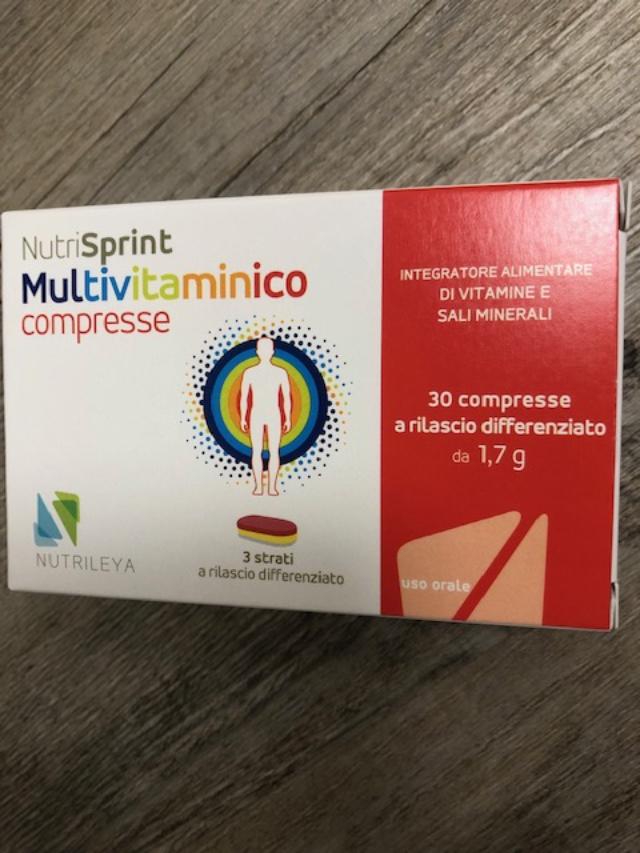 NutriSprint
Multivitaminico
compresse
3 strati
a rilascio differenziato
NUTRILEYA
INTEGRATORE ALIMENTARE
DI VITAMINE E
SALI MINERALI
30 compresse
a rilascio differenziato
da 1,7 g
uso orale